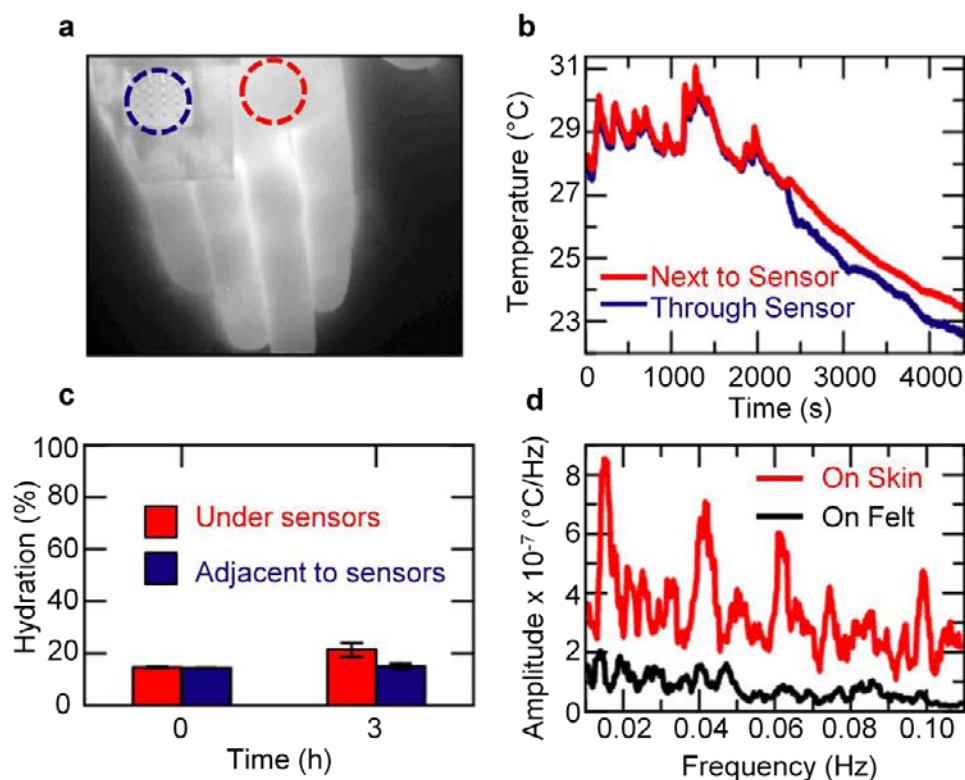 a
b
31
29
27
25
23
Temperature (°C)
Next to Sensor
Through Sensor
0 1000 2000 3000 4000
Time (s)
c
100
80
60
40
20
0
Hydration (%)
Under sensors
Adjacent to sensors
0 3
Time (h)
d
8
6
4
2
0
Amplitude x 10⁻⁷ (°C/Hz)
On Skin
On Felt
0.02 0.04 0.06 0.08 0.10
Frequency (Hz)